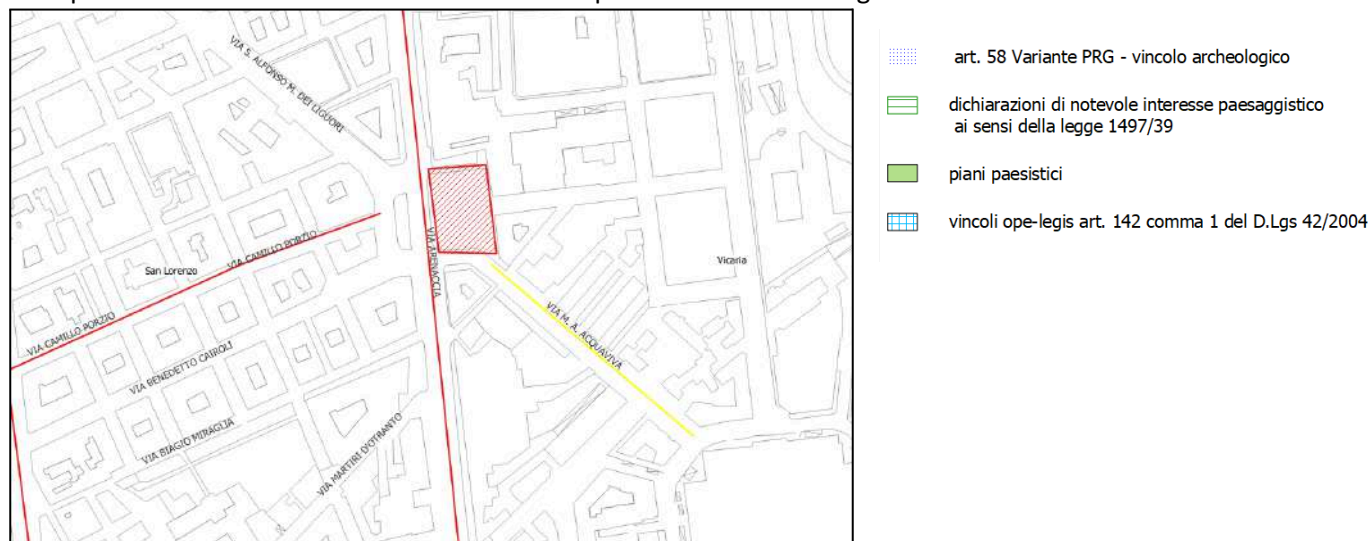 VIA S. ALFONSO M. DEI LIGUORI
VIA CAMILLO PORZIO
San Lorenzo
VIA ARENACCIA
Vicaria
VIA M. A. ACQUAVIVA
VIA CAMILLO PORZIO
VIA BENEDETTO CAIROLI
VIA BIAGIO MIRAGLIA
VIA MARTIRI D'OTRANTO
art. 58 Variante PRG - vincolo archeologico
dichiarazioni di notevole interesse paesaggistico
ai sensi della legge 1497/39
piani paesistici
vincoli ope-legis art. 142 comma 1 del D.Lgs 42/2004